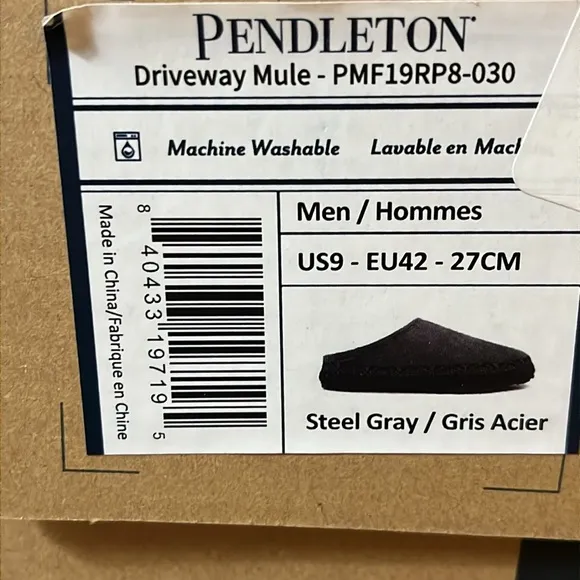 PENDLETON
Driveway Mule - PMF19RP8-030
Machine Washable Lavable en
Made in China/Fabrique en Chine
8 40433 19719 5
Men / Hommes
US9 - EU42 - 27CM
Steel Gray / Gris Acier